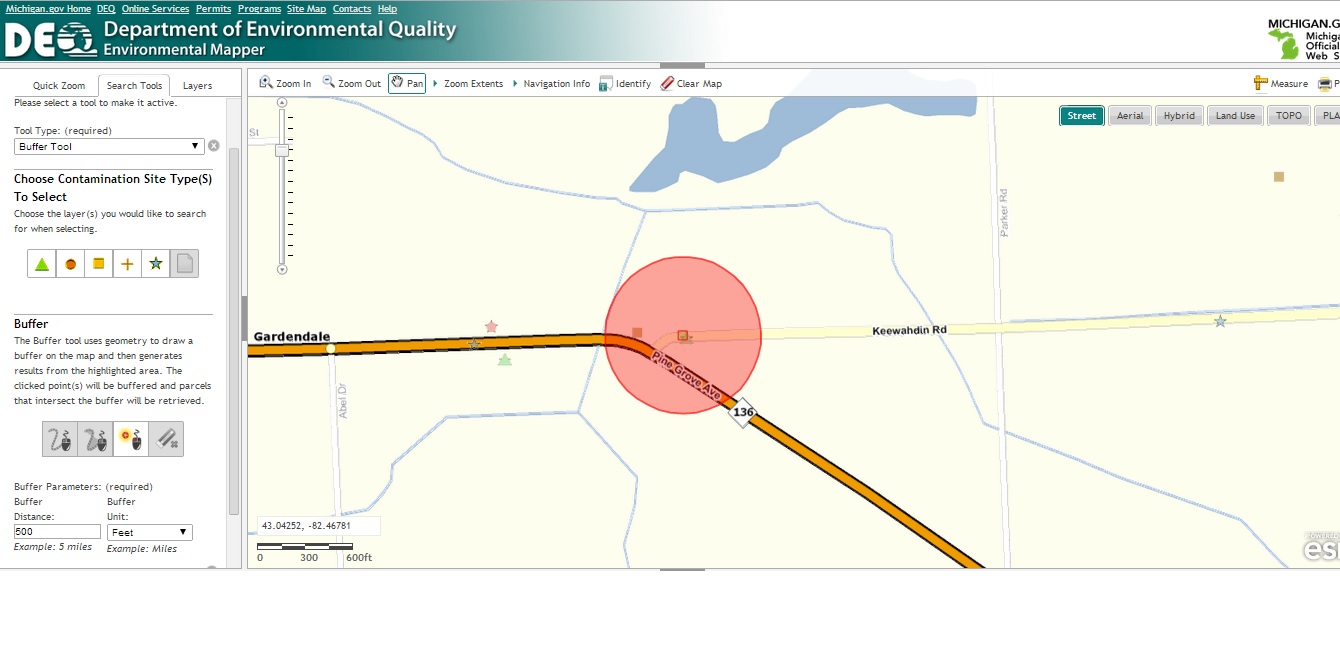 Michigan.gov Home DEQ Online Services Permits Programs Site Map Contacts Help
DEQ Department of Environmental Quality
Environmental Mapper
MICHIGAN.G
Michig
Official
Web S
Quick Zoom Search Tools Layers
Zoom In Zoom Out Pan Zoom Extents Navigation Info Identify Clear Map Measure P
Please select a tool to make it active.
Tool Type: (required)
Buffer Tool
Choose Contamination Site Type(S)
To Select
Choose the layer(s) you would like to search
for when selecting.
Buffer
The Buffer tool uses geometry to draw a
buffer on the map and then generates
results from the highlighted area. The
clicked point(s) will be buffered and parcels
that intersect the buffer will be retrieved.
Buffer Parameters: (required)
Buffer Buffer
Distance: Unit:
500 Feet
Example: 5 miles Example: Miles
Street Aerial Hybrid Land Use TOPO PLA
St
Parker Rd
Gardendale
Keewahdin Rd
Pine Grove Ave
Abel Dr
136
43.04252, -82.46781
0 300 600ft
POWERED
esr